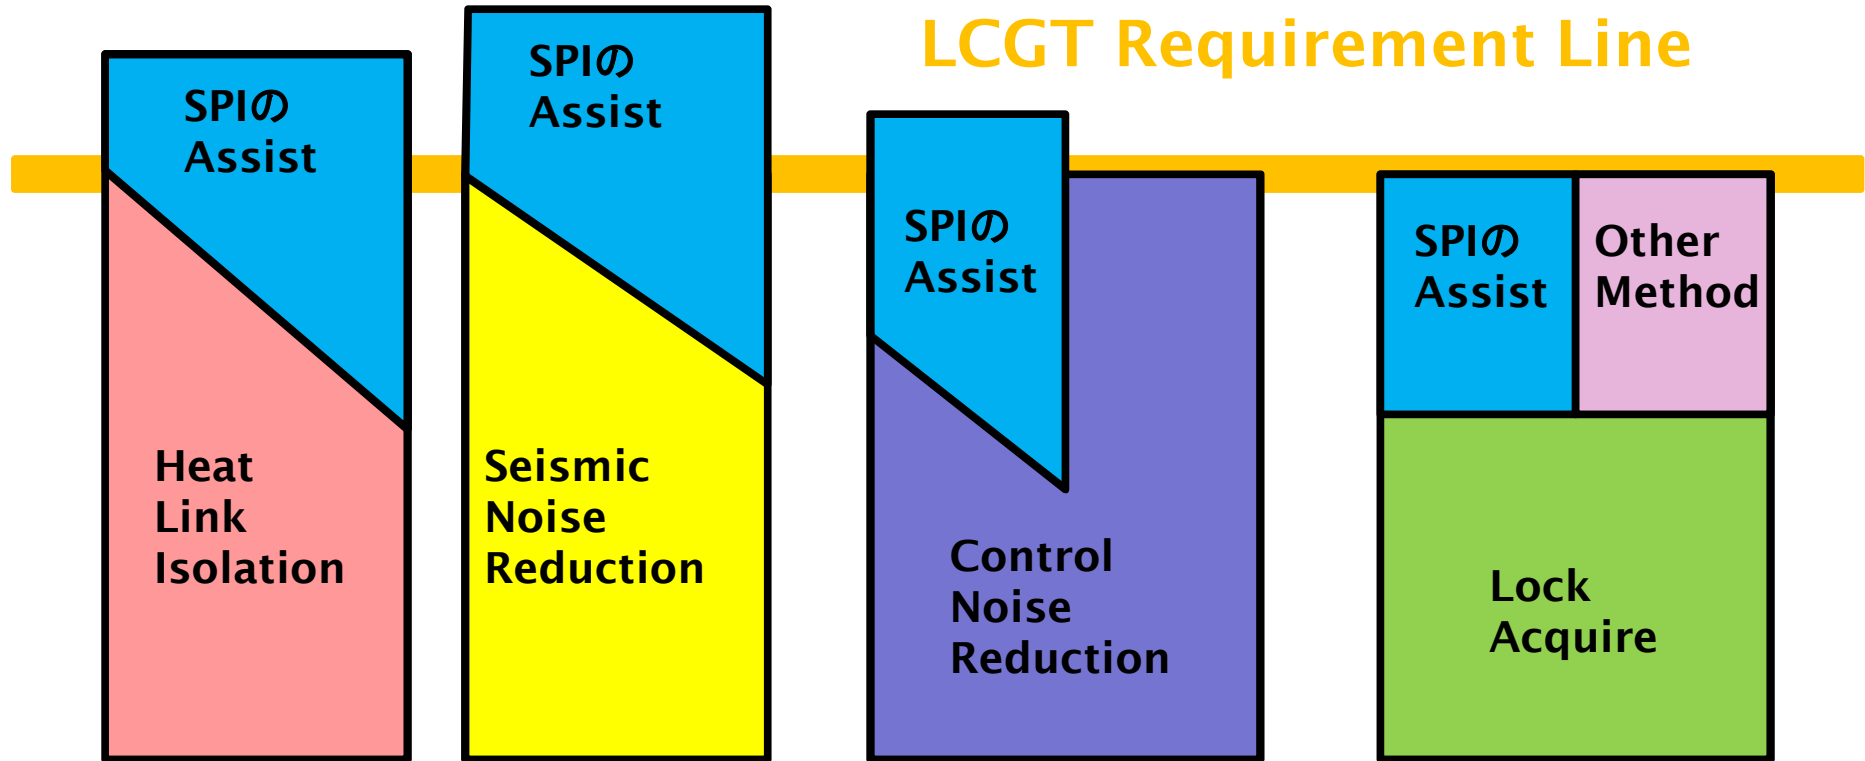 LCGT Requirement Line
SPIの
Assist
Heat
Link
Isolation
SPIの
Assist
Seismic
Noise
Reduction
SPIの
Assist
Control
Noise
Reduction
SPIの
Assist
Other
Method
Lock
Acquire